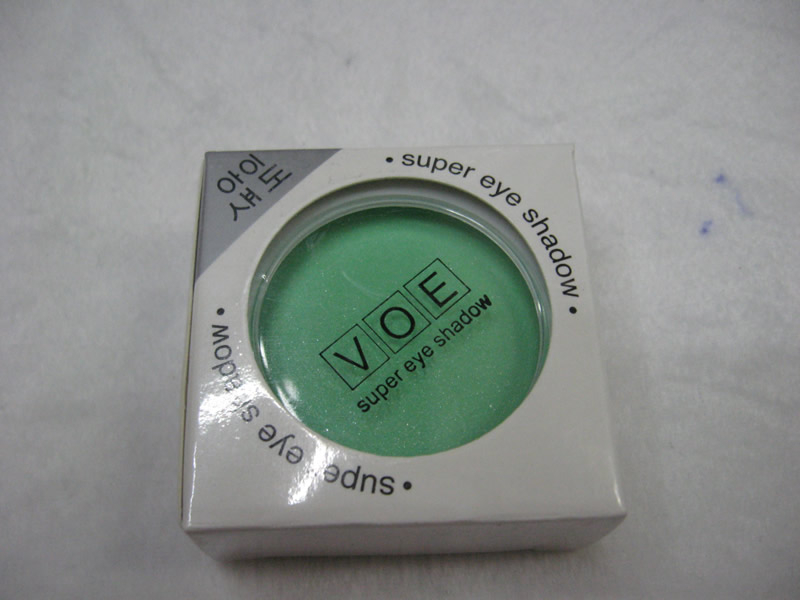 아이
섀도
• super eye shadow •
VOE
super eye shadow
• super eye shadow •